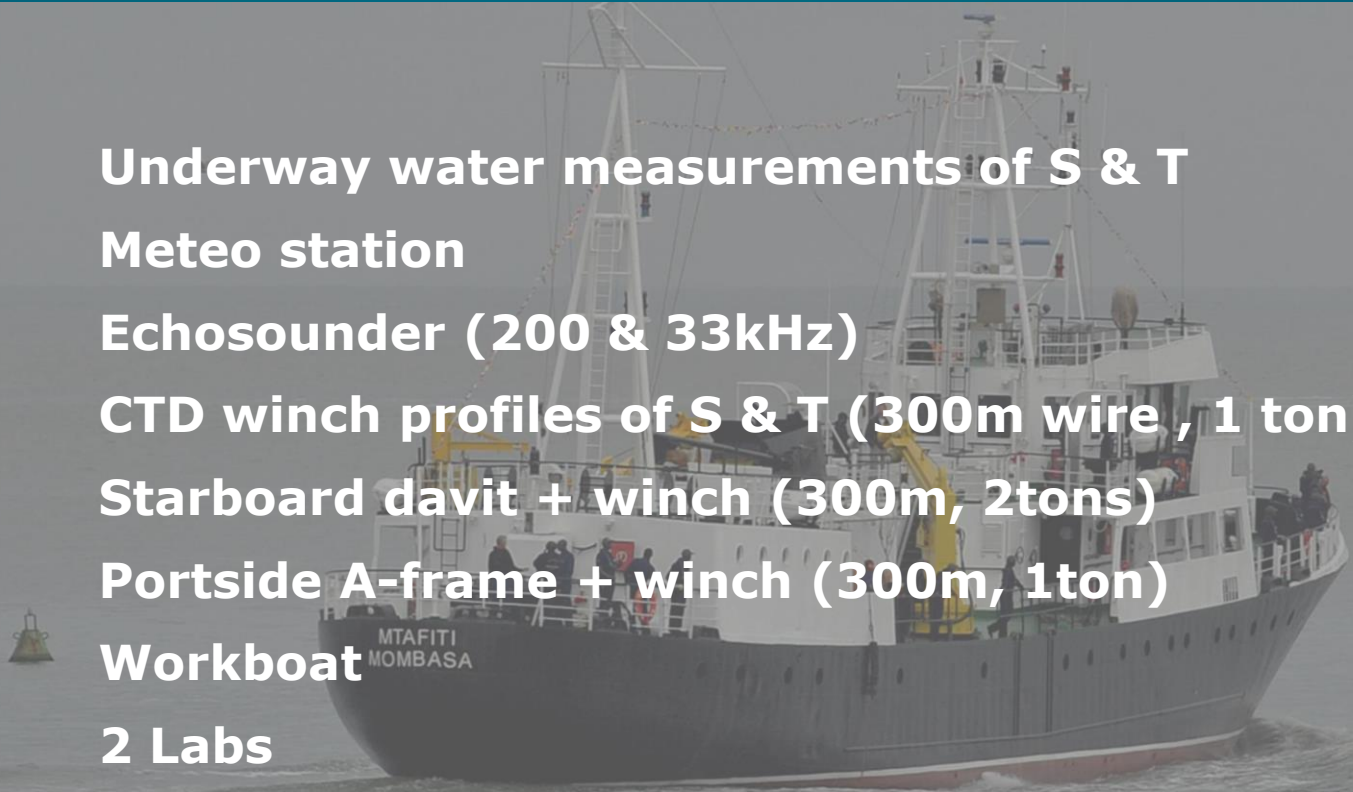 Underway water measurements of S & T
Meteo station
Echosounder (200 & 33kHz)
CTD winch profiles of S & T (300m wire , 1 ton
Starboard davit + winch (300m, 2tons)
Portside A-frame + winch (300m, 1ton)
Workboat
MTAFITI
MOMBASA
2 Labs